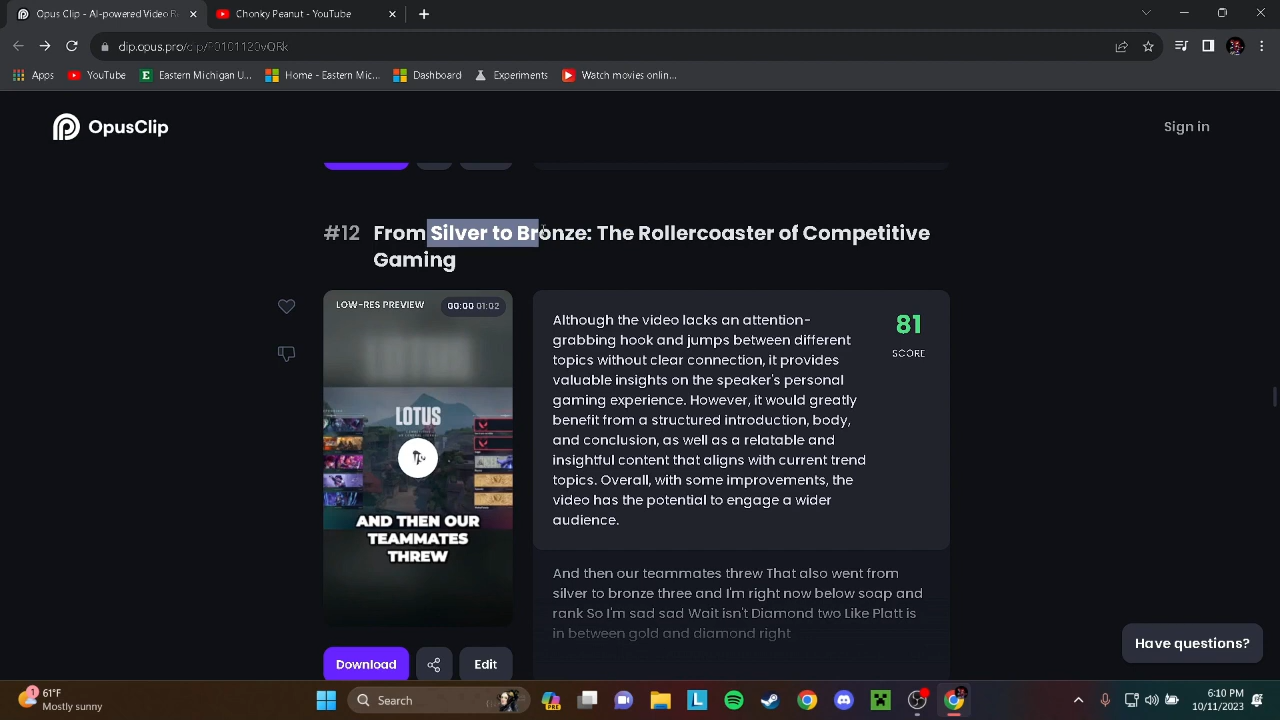 Opus Clip - AI-powered Video R
Chonky Peanut - YouTube
Apps
YouTube
Eastern Michigan U...
Home - Eastern Mic...
Dashboard
Experiments
Watch movies onlin...
OpusClip
Sign in
#12 From Silver to Bronze: The Rollercoaster of Competitive
Gaming
LOW-RES PREVIEW
00:00 01:02
LOTUS
AND THEN OUR
TEAMMATES
THREW
Although the video lacks an attention-
grabbing hook and jumps between different
topics without clear connection, it provides
valuable insights on the speaker's personal
gaming experience. However, it would greatly
benefit from a structured introduction, body,
and conclusion, as well as a relatable and
insightful content that aligns with current trend
topics. Overall, with some improvements, the
video has the potential to engage a wider
audience.
81
SCORE
And then our teammates threw That also went from
silver to bronze three and I'm right now below soap and
rank So I'm sad sad Wait isn't Diamond two Like Platt is
in between gold and diamond right
Download
Edit
Have questions?
1
61°F
Mostly sunny
Search
PRE
6:10 PM
10/11/2023